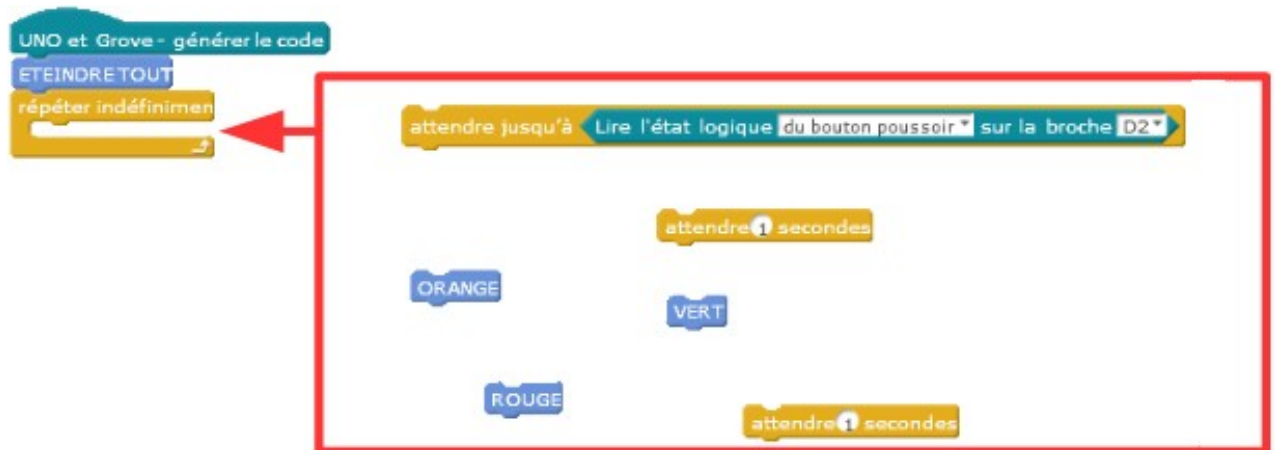 UNO et Grove - générer le code
ETEINDRE TOUT
répéter indéfinimen
attendre jusqu'à Lire l'état logique du bouton poussoir sur la broche D2
attendre 1 secondes
ORANGE
VERT
ROUGE
attendre 1 secondes